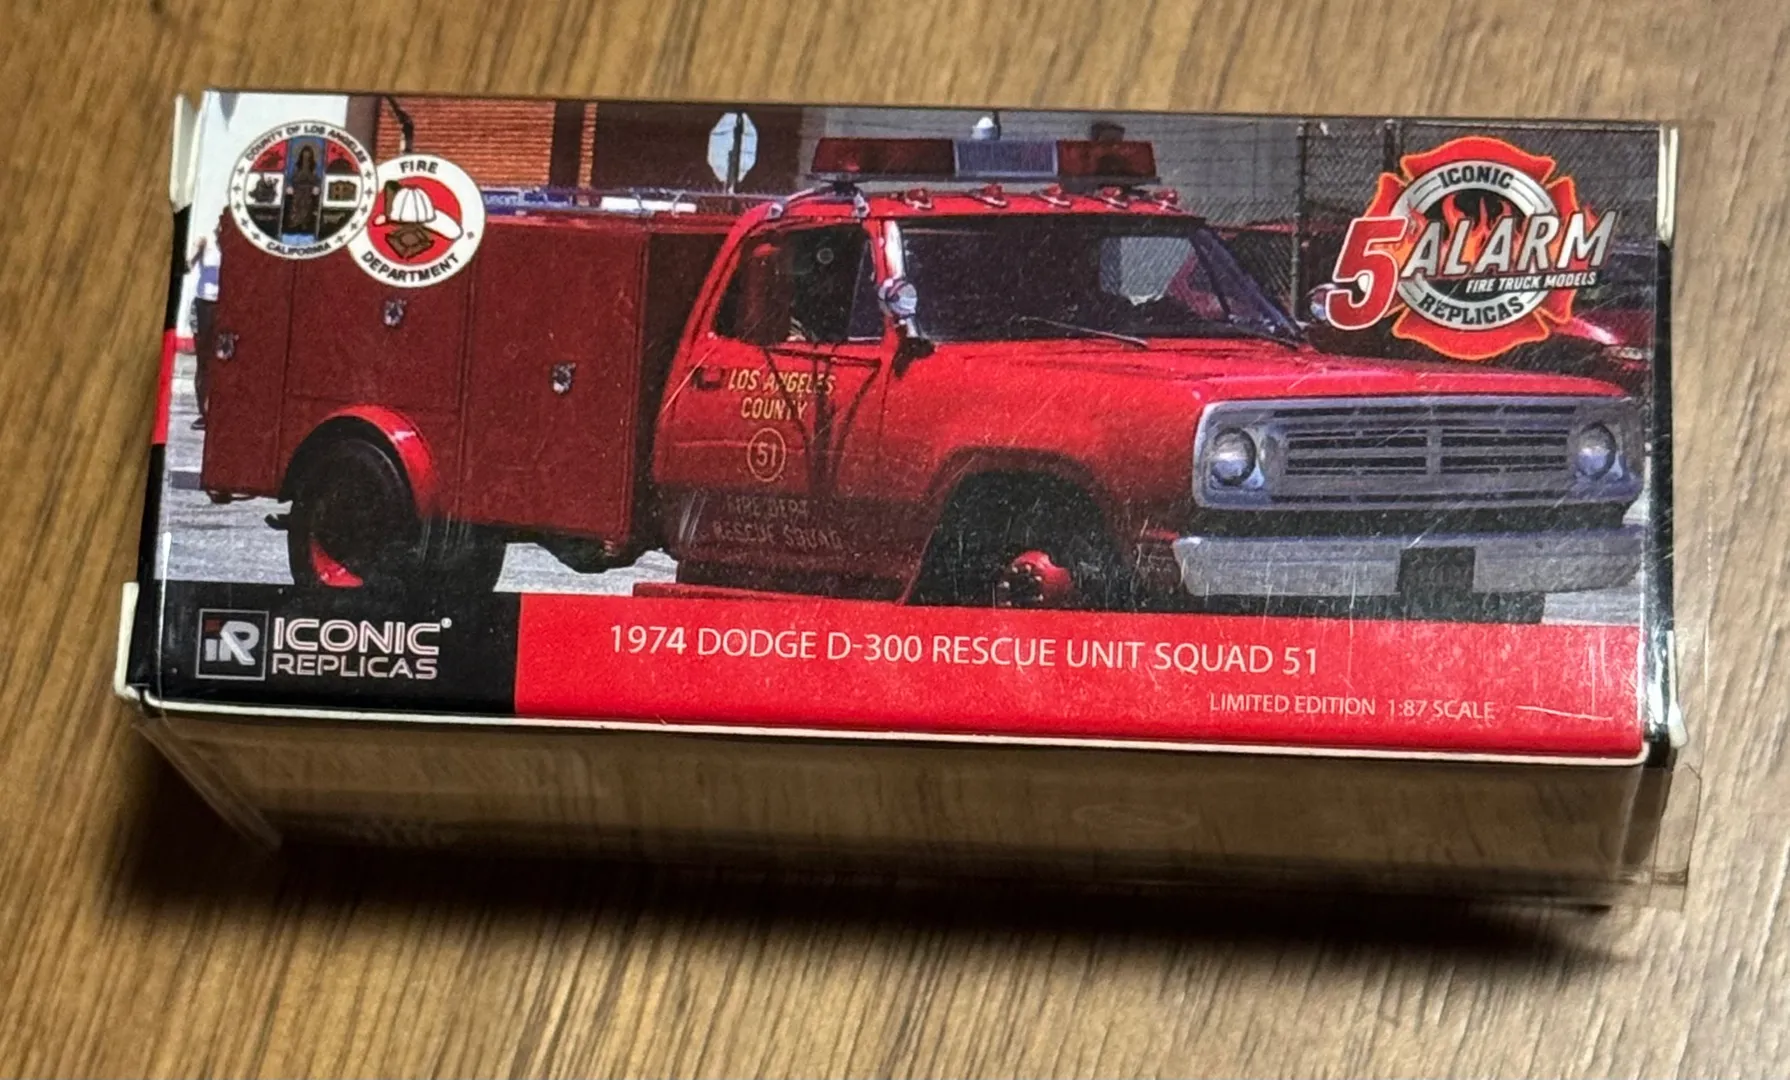 COUNTY OF LOS ANGELES
CALIFORNIA
FIRE
DEPARTMENT
ICONIC
5 ALARM
FIRE TRUCK MODELS
REPLICAS
LOS ANGELES
COUNTY
51
FIRE DEPT
RESCUE SQUAD
iR ICONIC®
REPLICAS
1974 DODGE D-300 RESCUE UNIT SQUAD 51
LIMITED EDITION 1:87 SCALE